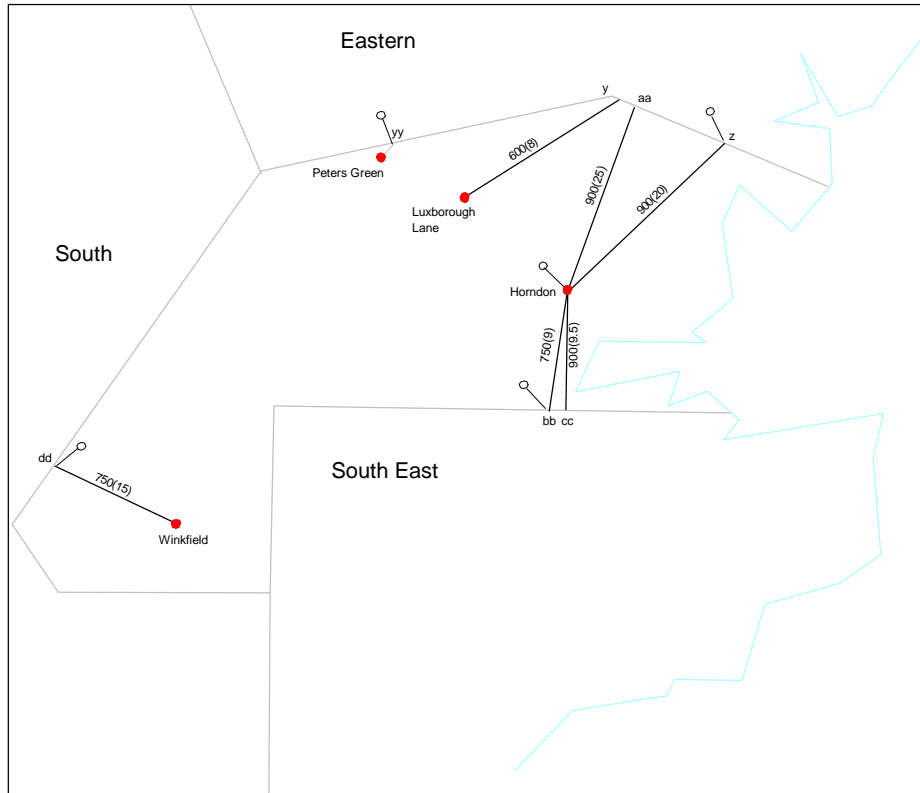 Eastern
y
aa
z
yy
600(8)
Peters Green
900(25)
900(20)
Luxborough
Lane
South
Horndon
750(9)
900(9.5)
bb
cc
dd
South East
750(15)
Winkfield